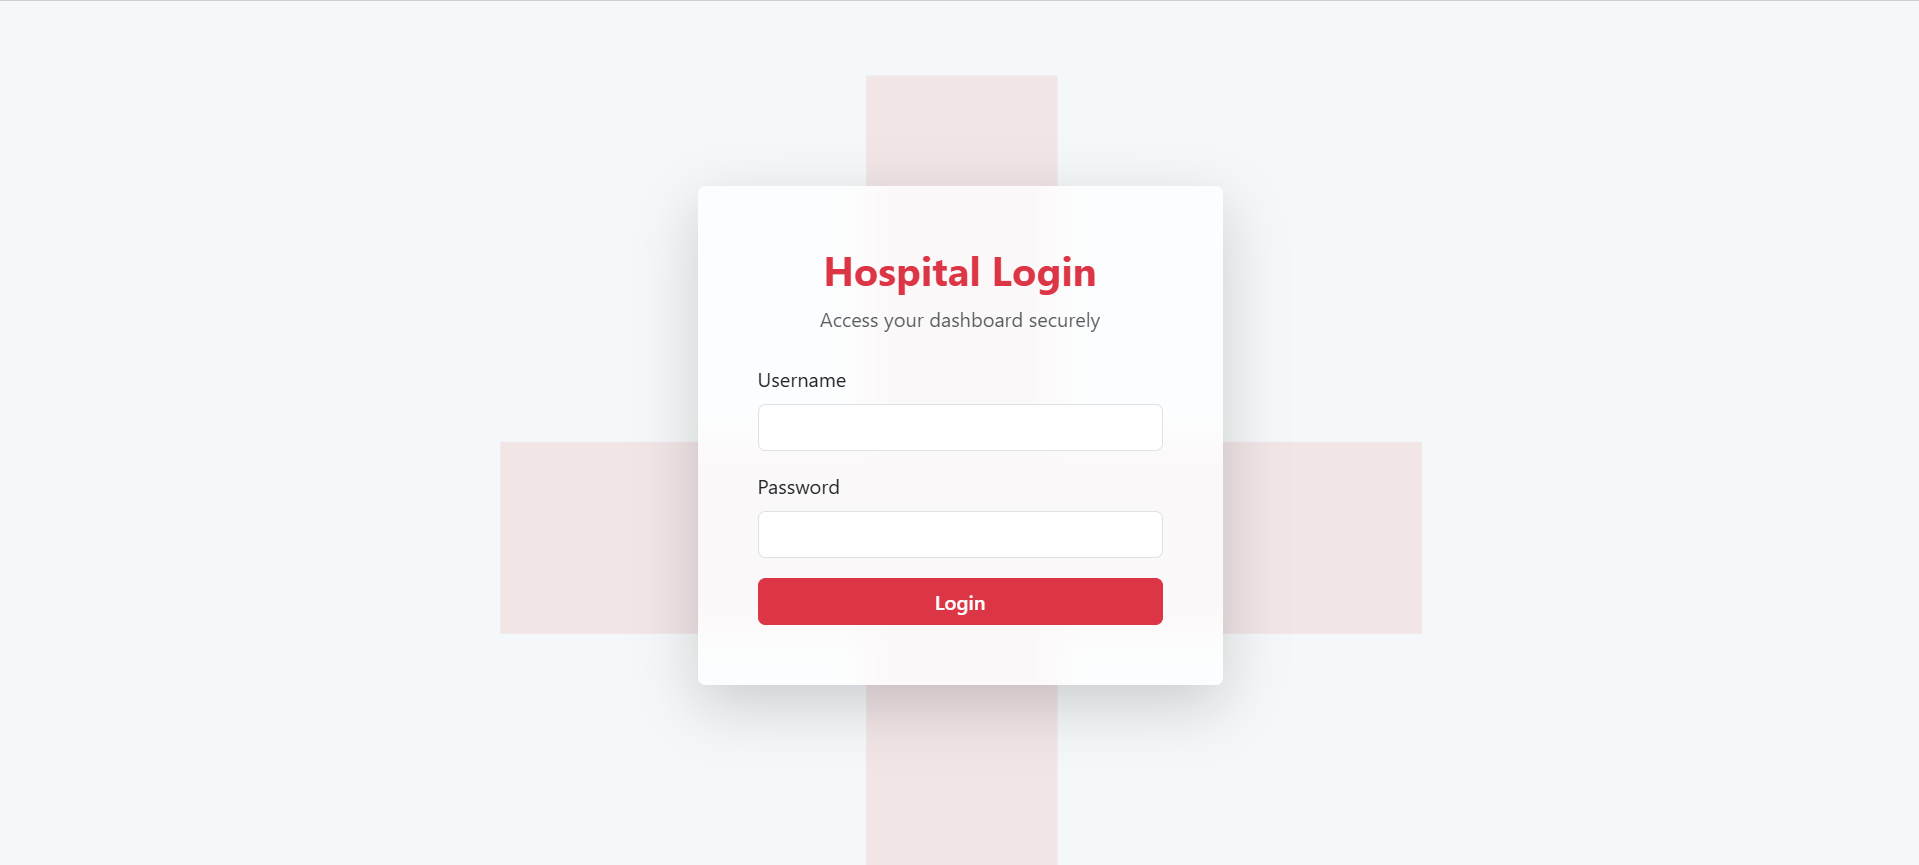 Hospital Login
Access your dashboard securely
Username
Password
Login